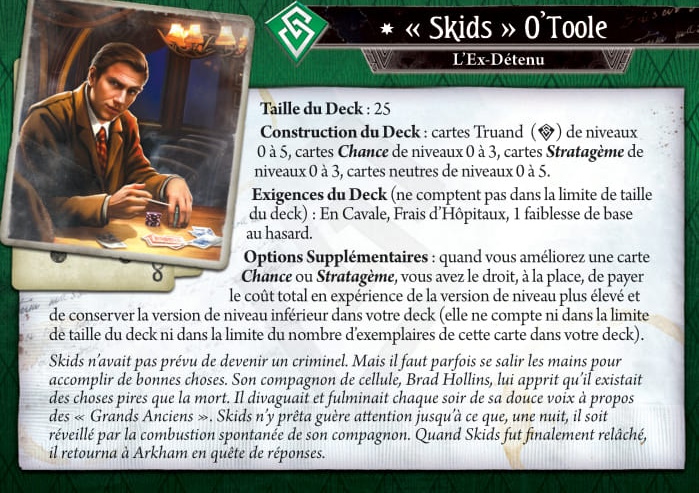 « Skids » O'Toole
L'Ex-Détenu
Taille du Deck : 25
Construction du Deck : cartes Truand () de niveaux
0 à 5, cartes Chance de niveaux 0 à 3, cartes Stratagème de
niveaux 0 à 3, cartes neutres de niveaux 0 à 5.
Exigences du Deck (ne comptent pas dans la limite de taille
du deck) : En Cavale, Frais d'Hôpitaux, 1 faiblesse de base
au hasard.
Options Supplémentaires : quand vous améliorez une carte
Chance ou Stratagème, vous avez le droit, à la place, de payer
le coût total en expérience de la version de niveau plus élevé et
de conserver la version de niveau inférieur dans votre deck (elle ne compte ni dans la limite
de taille du deck ni dans la limite du nombre d'exemplaires de cette carte dans votre deck).
Skids n'avait pas prévu de devenir un criminel. Mais il faut parfois se salir les mains pour
accomplir de bonnes choses. Son compagnon de cellule, Brad Hollins, lui apprit qu'il existait
des choses pires que la mort. Il divaguait et fulminait chaque soir de sa douce voix à propos
des « Grands Anciens ». Skids n'y prêta guère attention jusqu'à ce que, une nuit, il soit
réveillé par la combustion spontanée de son compagnon. Quand Skids fut finalement relâché,
il retourna à Arkham en quête de réponses.